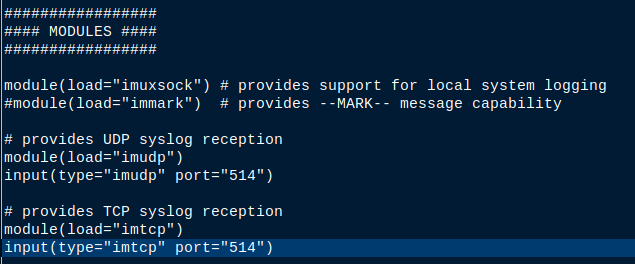 #################
#### MODULES ####
#################
module(load="imuxsock") # provides support for local system logging
#module(load="immark")  # provides --MARK-- message capability
# provides UDP syslog reception
module(load="imudp")
input(type="imudp" port="514")
# provides TCP syslog reception
module(load="imtcp")
input(type="imtcp" port="514")